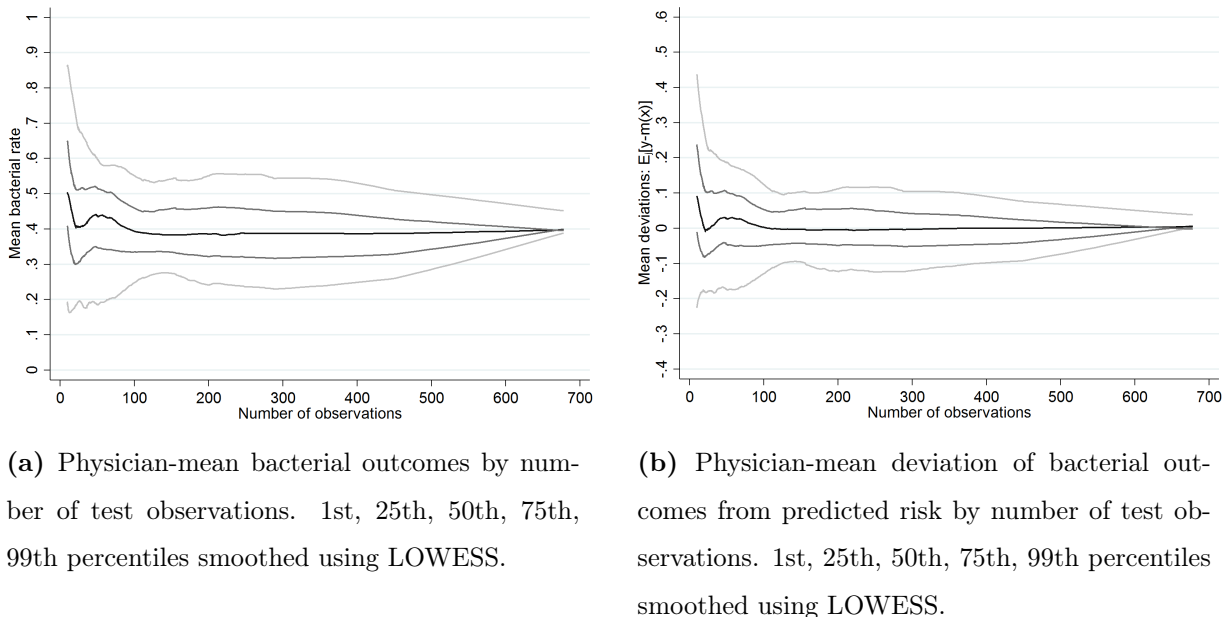 1
.9
.8
.7
.6
.5
.4
.3
.2
.1
0
Mean bacterial rate
0 100 200 300 400 500 600 700
Number of observations
(a) Physician-mean bacterial outcomes by num-
ber of test observations. 1st, 25th, 50th, 75th,
99th percentiles smoothed using LOWESS.
.6
.5
.4
.3
.2
.1
0
-.1
-.2
-.3
-.4
Mean deviations: Ej[y-m(x)]
0 100 200 300 400 500 600 700
Number of observations
(b) Physician-mean deviation of bacterial out-
comes from predicted risk by number of test ob-
servations. 1st, 25th, 50th, 75th, 99th percentiles
smoothed using LOWESS.